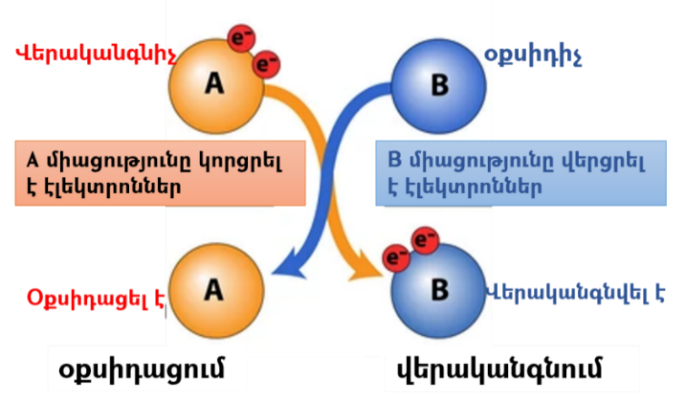 Վերականգնիչ
e⁻
e⁻
A
B
օքսիդիչ
A միացությունը կորցրել
է էլեկտրոններ
B միացությունը վերցրել
է էլեկտրոններ
Օքսիդացել է
A
e⁻
e⁻
B
Վերականգնվել է
օքսիդացում
վերականգնում